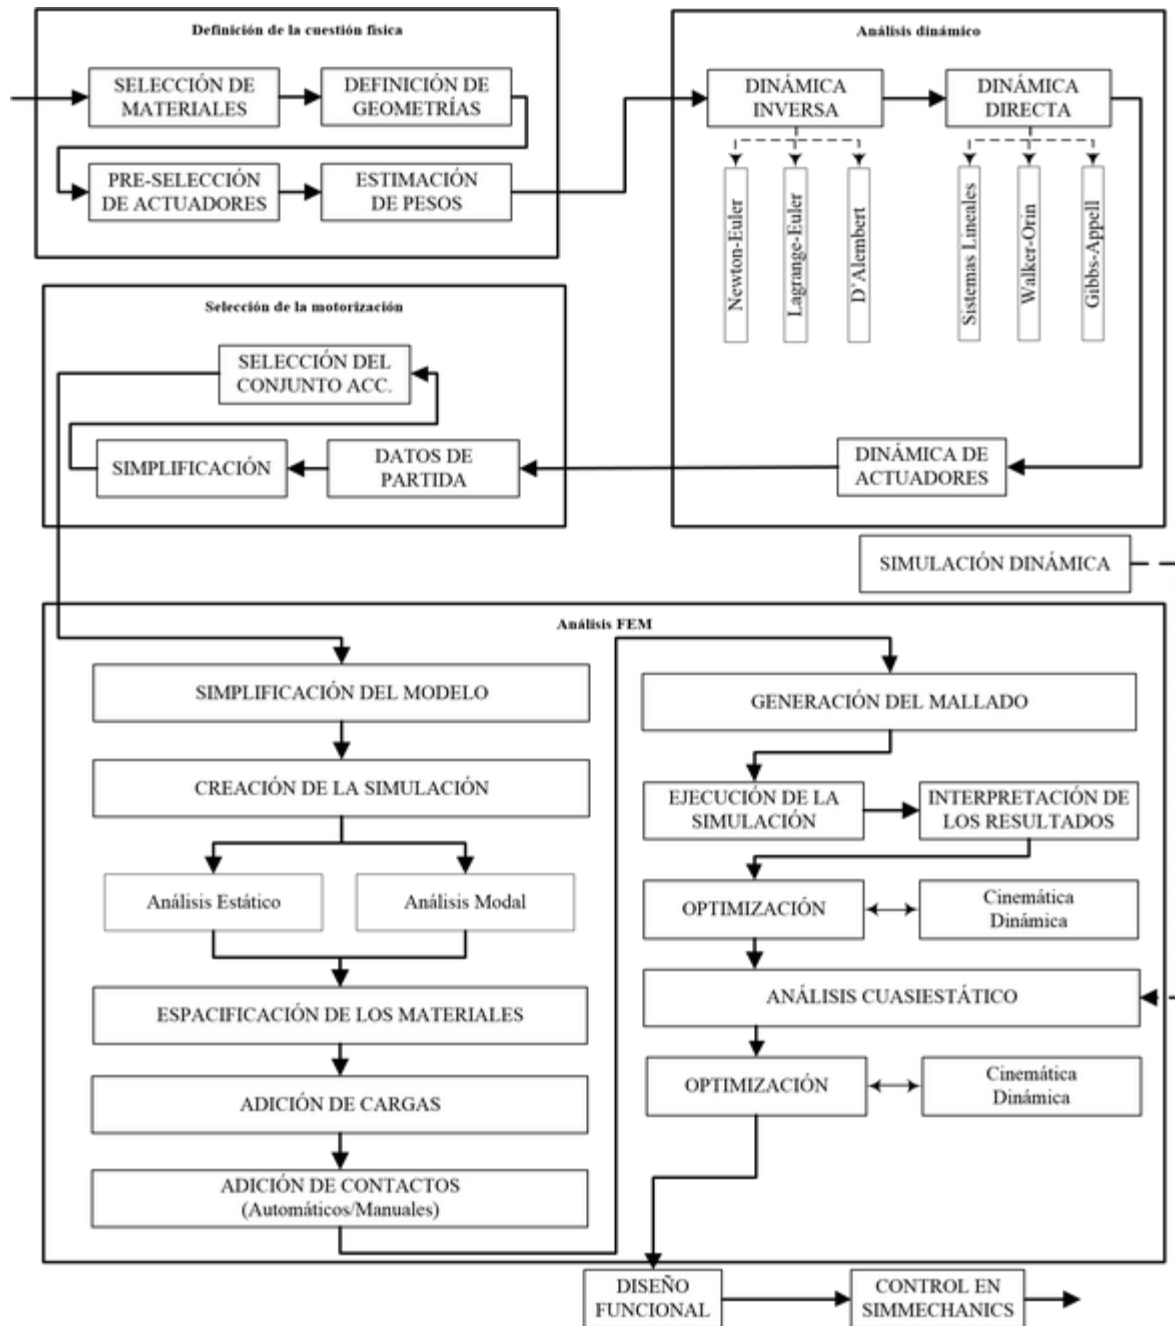 Definición de la cuestión física
SELECCIÓN DE
MATERIALES
DEFINICIÓN DE
GEOMETRÍAS
PRE-SELECCIÓN
DE ACTUADORES
ESTIMACIÓN
DE PESOS
Análisis dinámico
DINÁMICA
INVERSA
DINÁMICA
DIRECTA
Newton-Euler
Lagrange-Euler
D'Alembert
Sistemas Lineales
Walker-Orin
Gibbs-Appell
DINÁMICA DE
ACTUADORES
Selección de la motorización
SELECCIÓN DEL
CONJUNTO ACC.
SIMPLIFICACIÓN
DATOS DE
PARTIDA
SIMULACIÓN DINÁMICA
Análisis FEM
SIMPLIFICACIÓN DEL MODELO
CREACIÓN DE LA SIMULACIÓN
Análisis Estático
Análisis Modal
ESPACIFICACIÓN DE LOS MATERIALES
ADICIÓN DE CARGAS
ADICIÓN DE CONTACTOS
(Automáticos/Manuales)
GENERACIÓN DEL MALLADO
EJECUCIÓN DE LA
SIMULACIÓN
INTERPRETACIÓN DE
LOS RESULTADOS
OPTIMIZACIÓN
Cinemática
Dinámica
ANÁLISIS CUASIESTÁTICO
OPTIMIZACIÓN
Cinemática
Dinámica
DISEÑO
FUNCIONAL
CONTROL EN
SIMMECHANICS